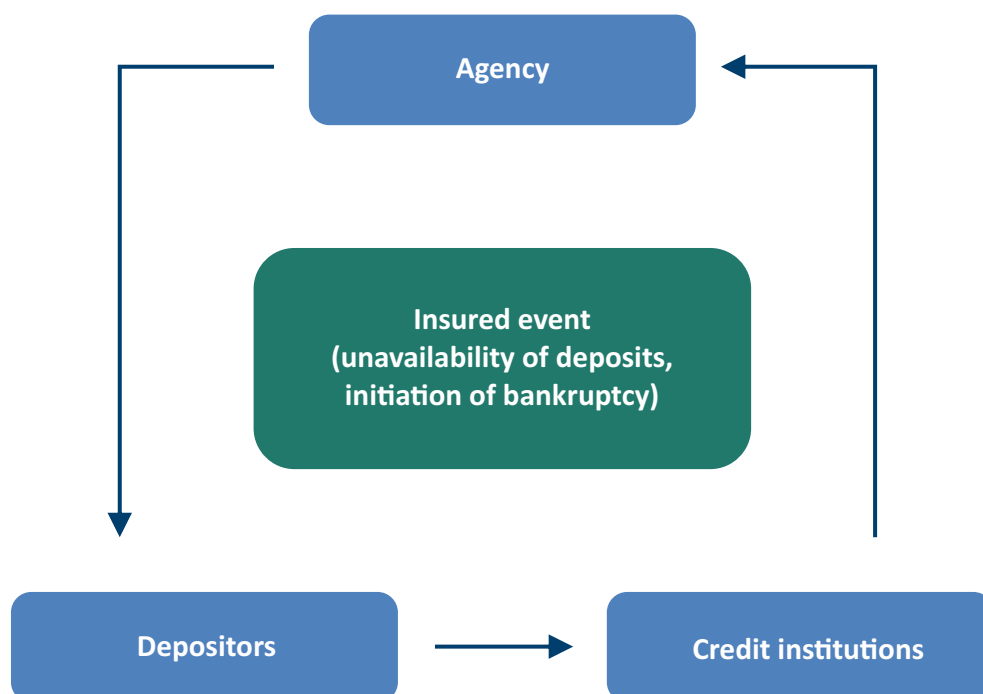 Agency
Insured event
(unavailability of deposits,
initiation of bankruptcy)
Depositors
Credit institutions